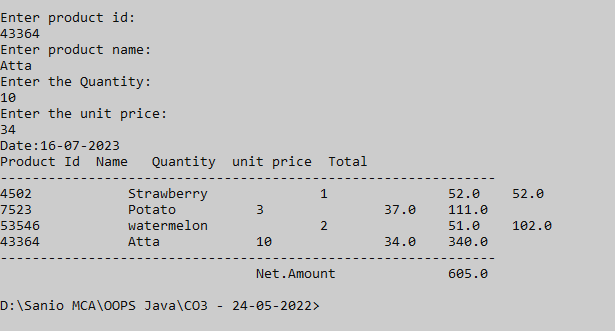 Enter product id:
43364
Enter product name:
Atta
Enter the Quantity:
10
Enter the unit price:
34
Date:16-07-2023
Product Id  Name   Quantity  unit price  Total
--------------------------------------------------------------
4502            Strawberry              1               52.0    52.0
7523            Potato          3               37.0    111.0
53546           watermelon              2               51.0    102.0
43364           Atta            10              34.0    340.0
--------------------------------------------------------------
                                Net.Amount              605.0
D:\Sanio MCA\OOPS Java\CO3 - 24-05-2022>